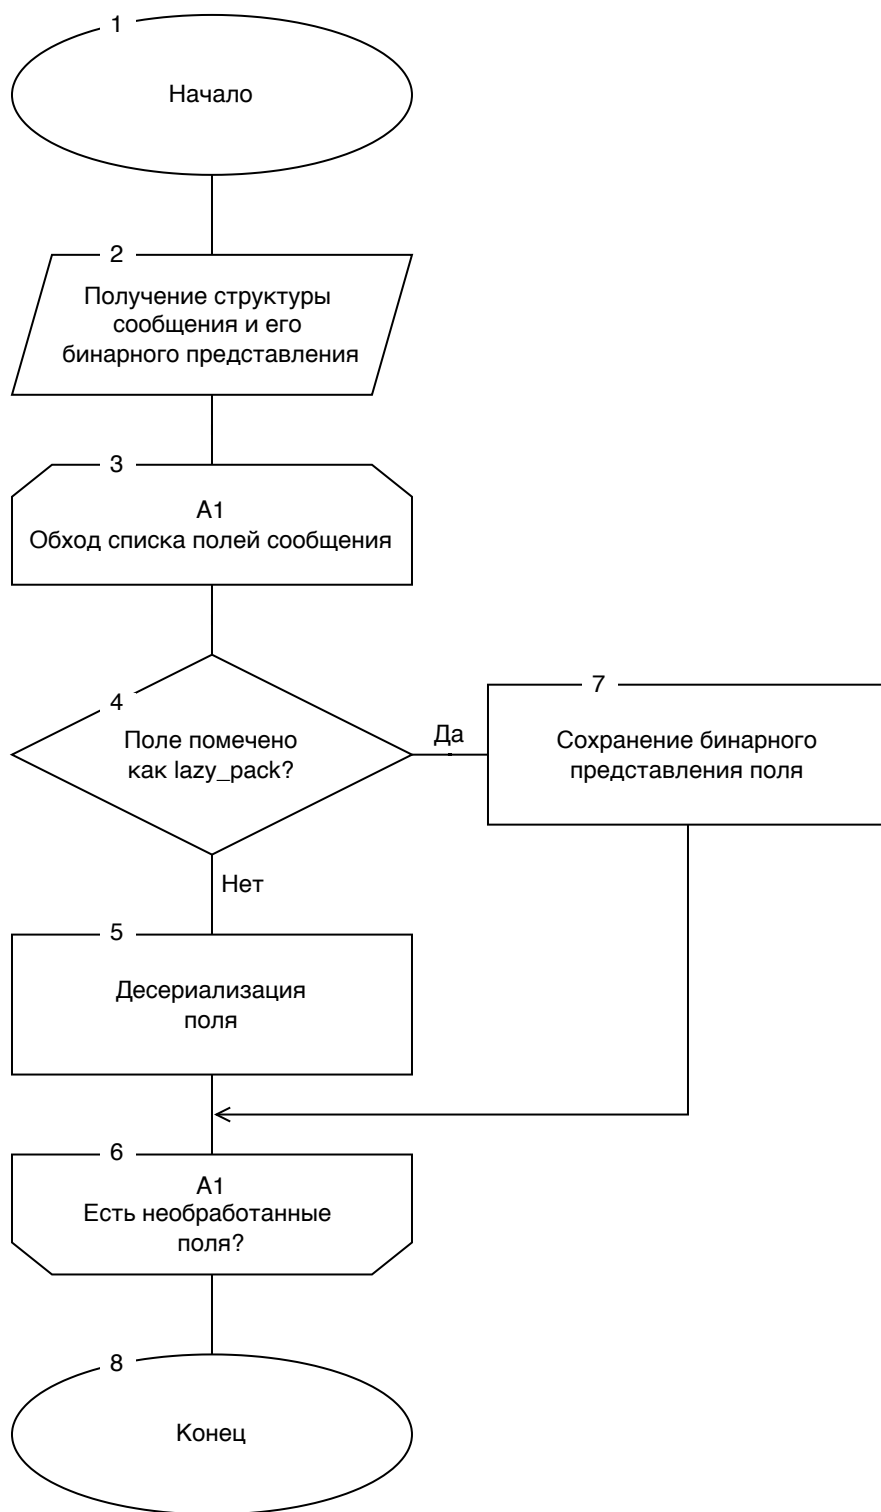 1
Начало
2
Получение структуры
сообщения и его
бинарного представления
3
А1
Обход списка полей сообщения
4
Поле помечено
как lazy_pack?
Да
7
Сохранение бинарного
представления поля
Нет
5
Десериализация
поля
6
А1
Есть необработанные
поля?
8
Конец